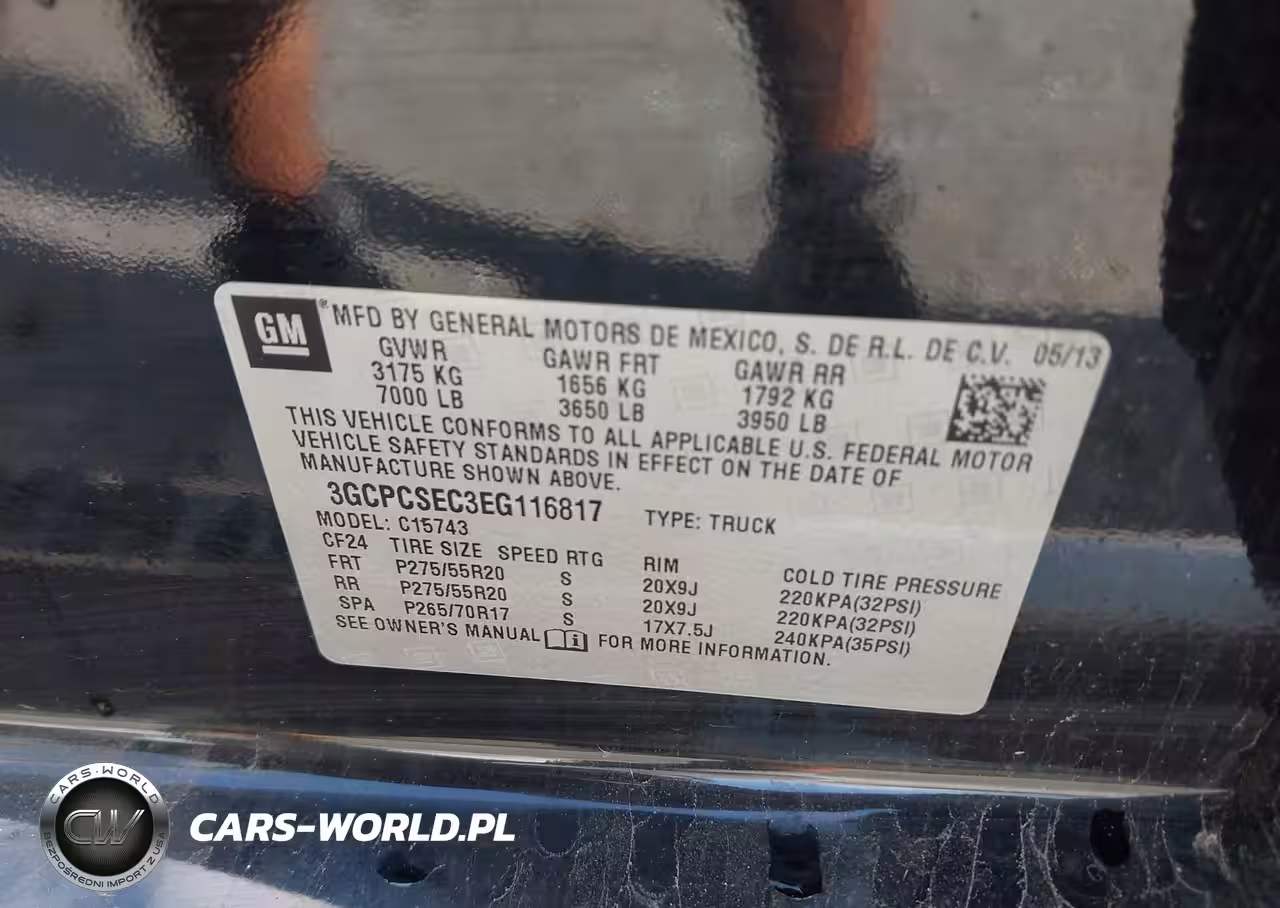 GM ® MFD BY GENERAL MOTORS DE MEXICO, S. DE R.L. DE C.V. 05/13
GVWR GAWR FRT GAWR RR
3175 KG 1656 KG 1792 KG
7000 LB 3650 LB 3950 LB
THIS VEHICLE CONFORMS TO ALL APPLICABLE U.S. FEDERAL MOTOR
VEHICLE SAFETY STANDARDS IN EFFECT ON THE DATE OF
MANUFACTURE SHOWN ABOVE.
3GCPCSEC3EG116817 TYPE: TRUCK
MODEL: C15743
CF24 TIRE SIZE SPEED RTG RIM COLD TIRE PRESSURE
FRT P275/55R20 S 20X9J 220KPA(32PSI)
RR P275/55R20 S 20X9J 220KPA(32PSI)
SPA P265/70R17 S 17X7.5J 240KPA(35PSI)
SEE OWNER'S MANUAL FOR MORE INFORMATION.
CARS-WORLD
CW
BEZPOŚREDNI IMPORT Z USA
CARS-WORLD.PL